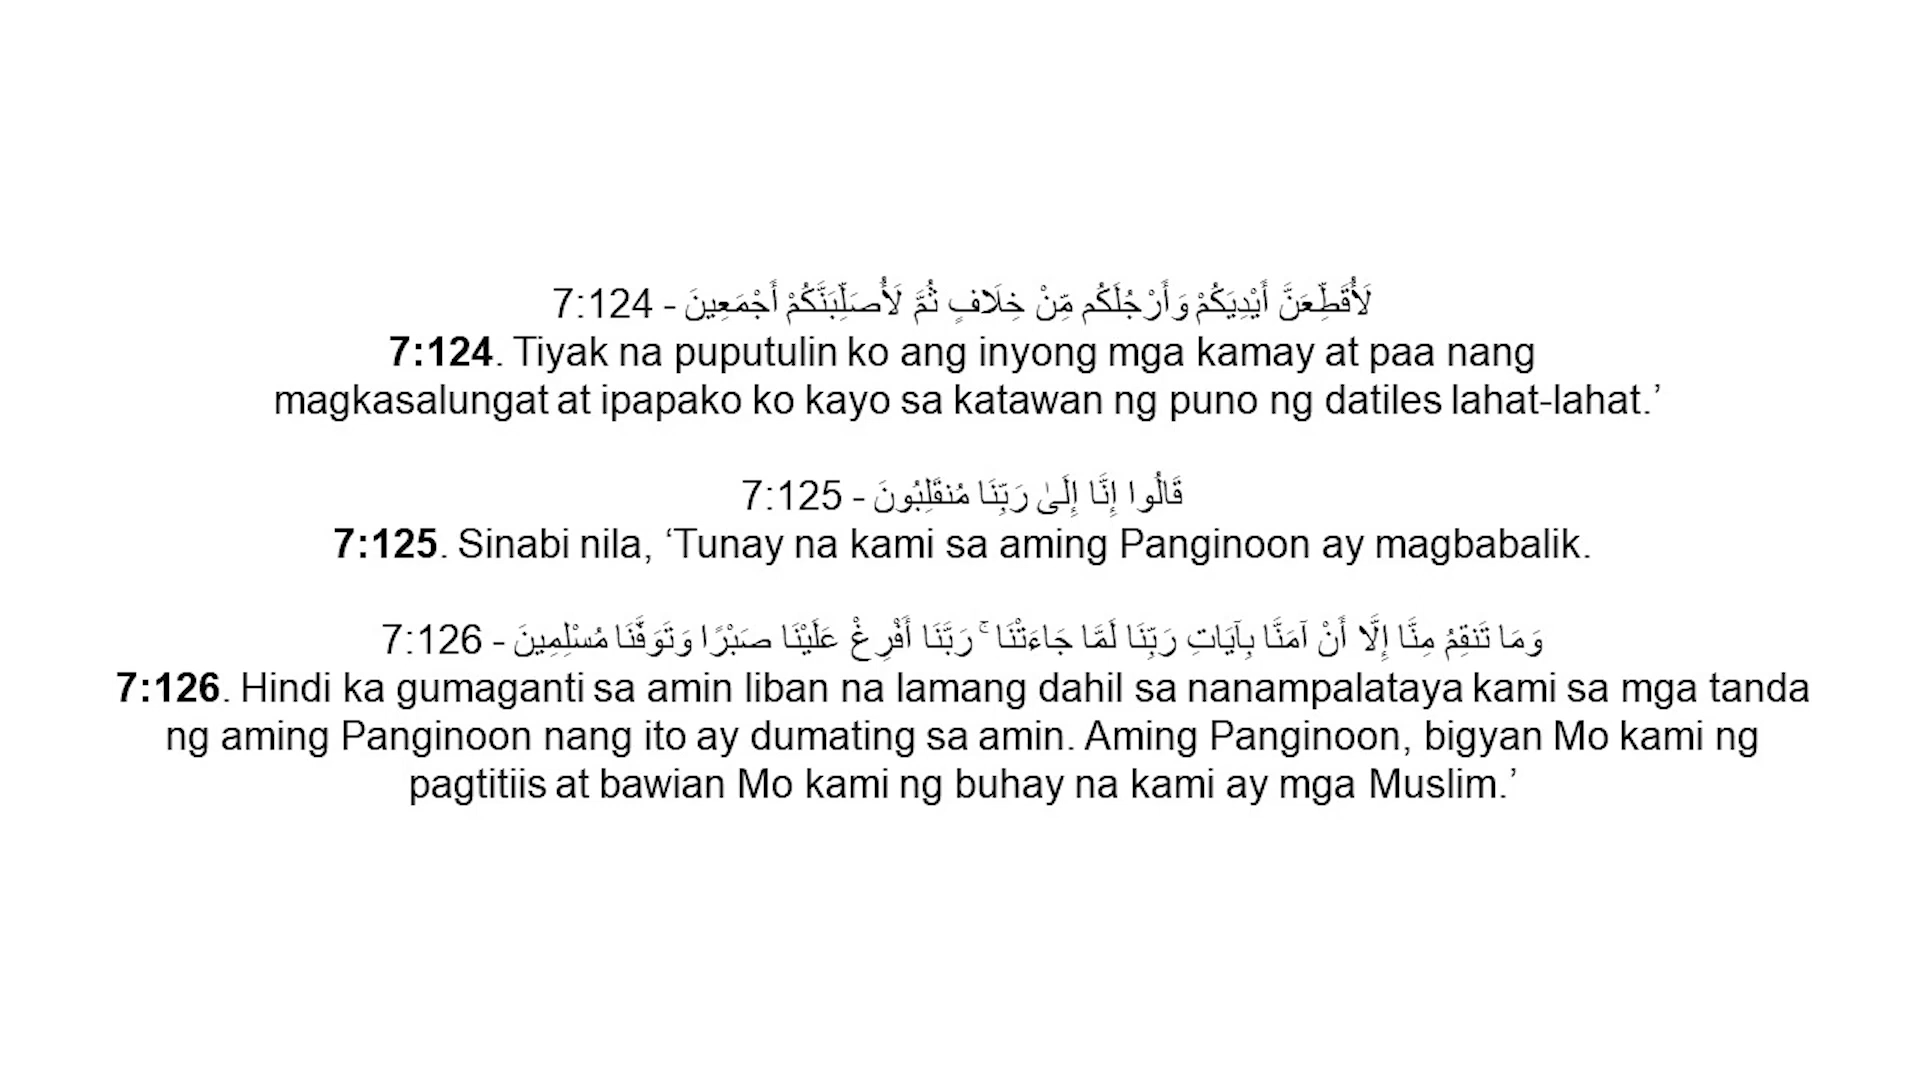 7:124 - لَأُقَطِّعَنَّ أَيْدِيَكُمْ وَأَرْجُلَكُم مِّنْ خِلَافٍ ثُمَّ لَأُصَلِّبَنَّكُمْ أَجْمَعِينَ
7:124. Tiyak na puputulin ko ang inyong mga kamay at paa nang
magkasalungat at ipapako ko kayo sa katawan ng puno ng datiles lahat-lahat.’
7:125 - قَالُوا إِنَّا إِلَىٰ رَبِّنَا مُنقَلِبُونَ
7:125. Sinabi nila, ‘Tunay na kami sa aming Panginoon ay magbabalik.
7:126 - وَمَا تَنقِمُ مِنَّا إِلَّا أَنْ آمَنَّا بِآيَاتِ رَبِّنَا لَمَّا جَاءَتْنَا ۚ رَبَّنَا أَفْرِغْ عَلَيْنَا صَبْرًا وَتَوَفَّنَا مُسْلِمِينَ
7:126. Hindi ka gumaganti sa amin liban na lamang dahil sa nanampalataya kami sa mga tanda
ng aming Panginoon nang ito ay dumating sa amin. Aming Panginoon, bigyan Mo kami ng
pagtitiis at bawian Mo kami ng buhay na kami ay mga Muslim.’